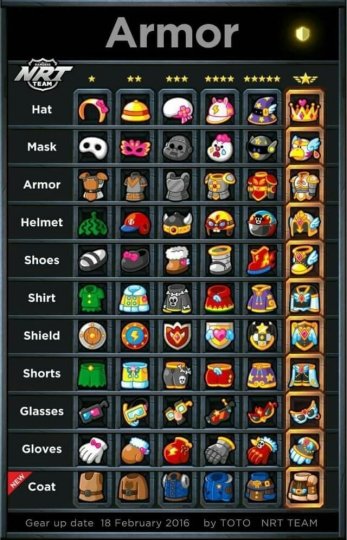 Armor
NRT
TEAM
Hat
Mask
Armor
Helmet
Shoes
Shirt
Shield
Shorts
Glasses
Gloves
NEW
Coat
Gear up date 18 February 2016 by TOTO NRT TEAM